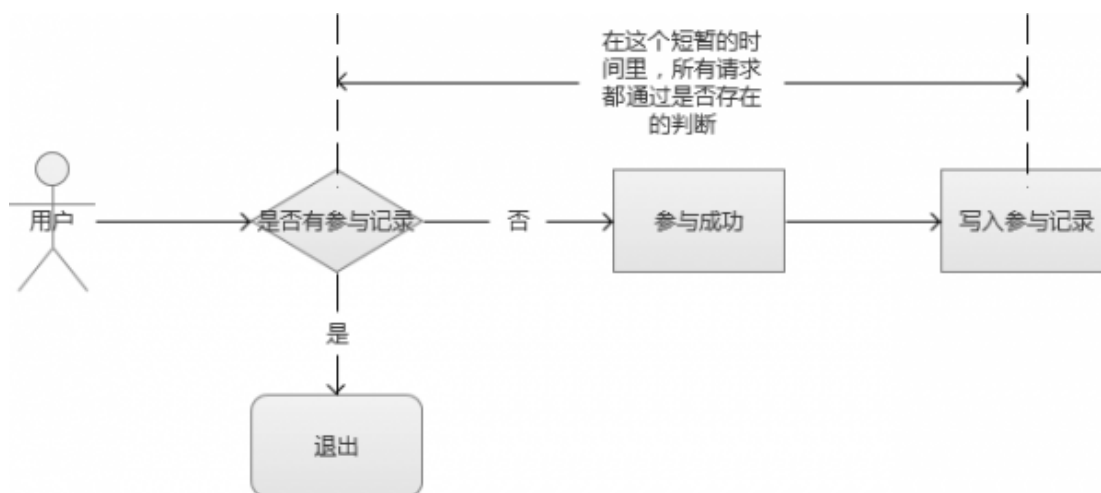 在这个短暂的时
间里，所有请求
都通过是否存在
的判断
用户
是否有参与记录
否
参与成功
写入参与记录
是
退出